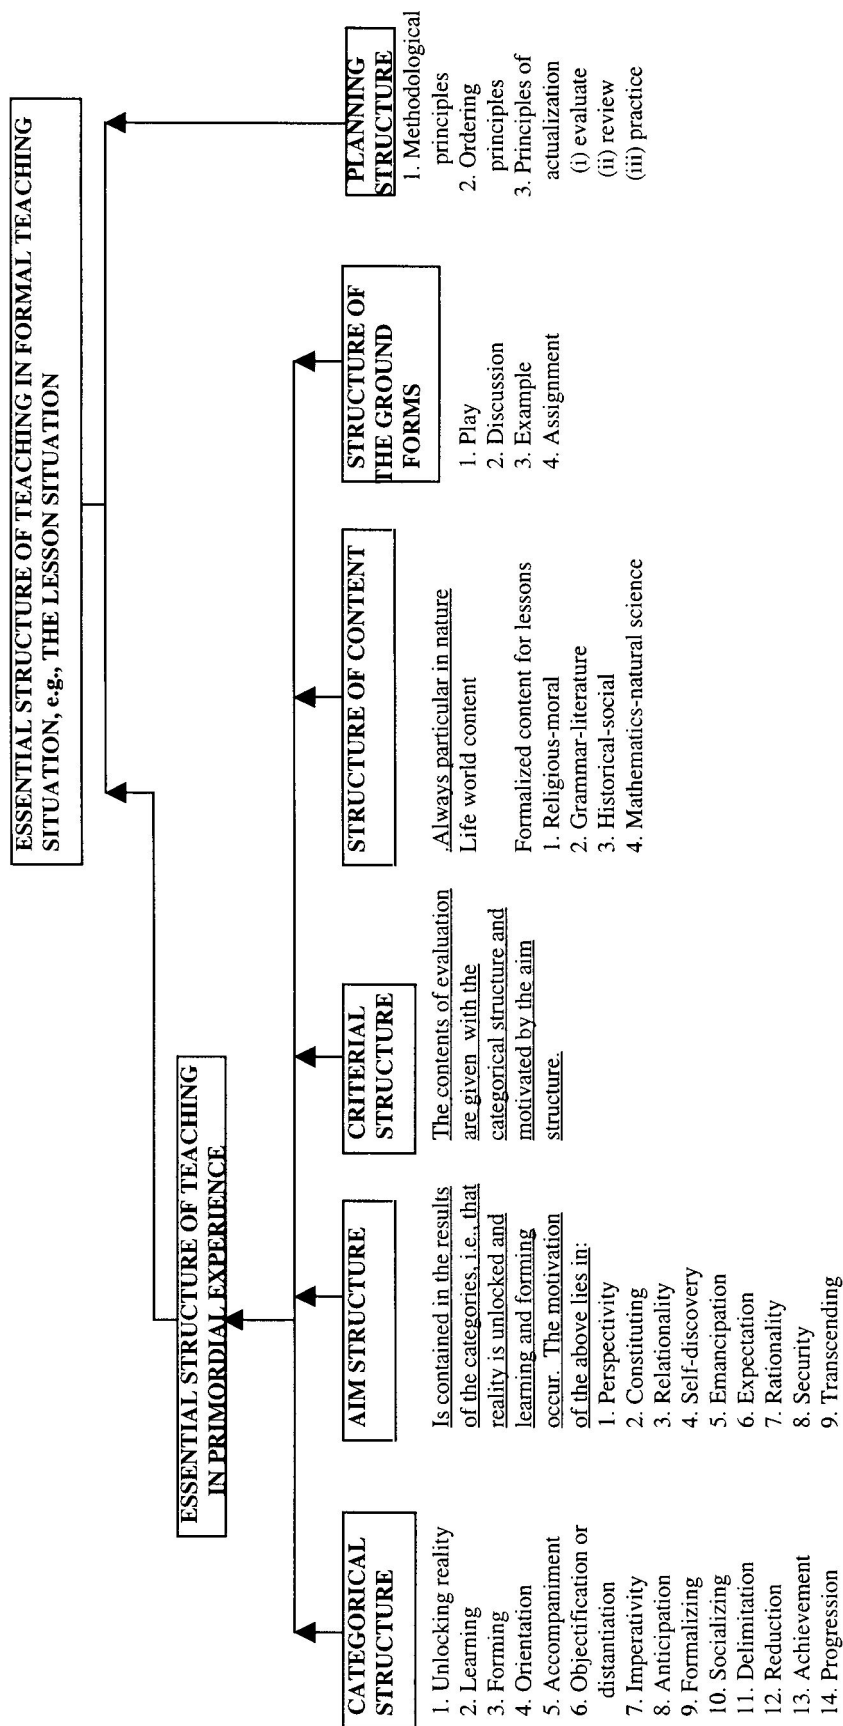 ESSENTIAL STRUCTURE OF TEACHING IN FORMAL TEACHING
SITUATION, e.g., THE LESSON SITUATION
ESSENTIAL STRUCTURE OF TEACHING
IN PRIMORDIAL EXPERIENCE
CATEGORICAL
STRUCTURE
1. Unlocking reality
2. Learning
3. Forming
4. Orientation
5. Accompaniment
6. Objectification or
distantiation
7. Imperativity
8. Anticipation
9. Formalizing
10. Socializing
11. Delimitation
12. Reduction
13. Achievement
14. Progression
AIM STRUCTURE
Is contained in the results
of the categories, i.e., that
reality is unlocked and
learning and forming
occur. The motivation
of the above lies in:
1. Perspectivity
2. Constituting
3. Relationality
4. Self-discovery
5. Emancipation
6. Expectation
7. Rationality
8. Security
9. Transcending
CRITERIAL
STRUCTURE
The contents of evaluation
are given with the
categorical structure and
motivated by the aim
structure.
STRUCTURE OF CONTENT
.Always particular in nature
Life world content
Formalized content for lessons
1. Religious-moral
2. Grammar-literature
3. Historical-social
4. Mathematics-natural science
STRUCTURE OF
THE GROUND
FORMS
1. Play
2. Discussion
3. Example
4. Assignment
PLANNING
STRUCTURE
1. Methodological
principles
2. Ordering
principles
3. Principles of
actualization
(i) evaluate
(ii) review
(iii) practice